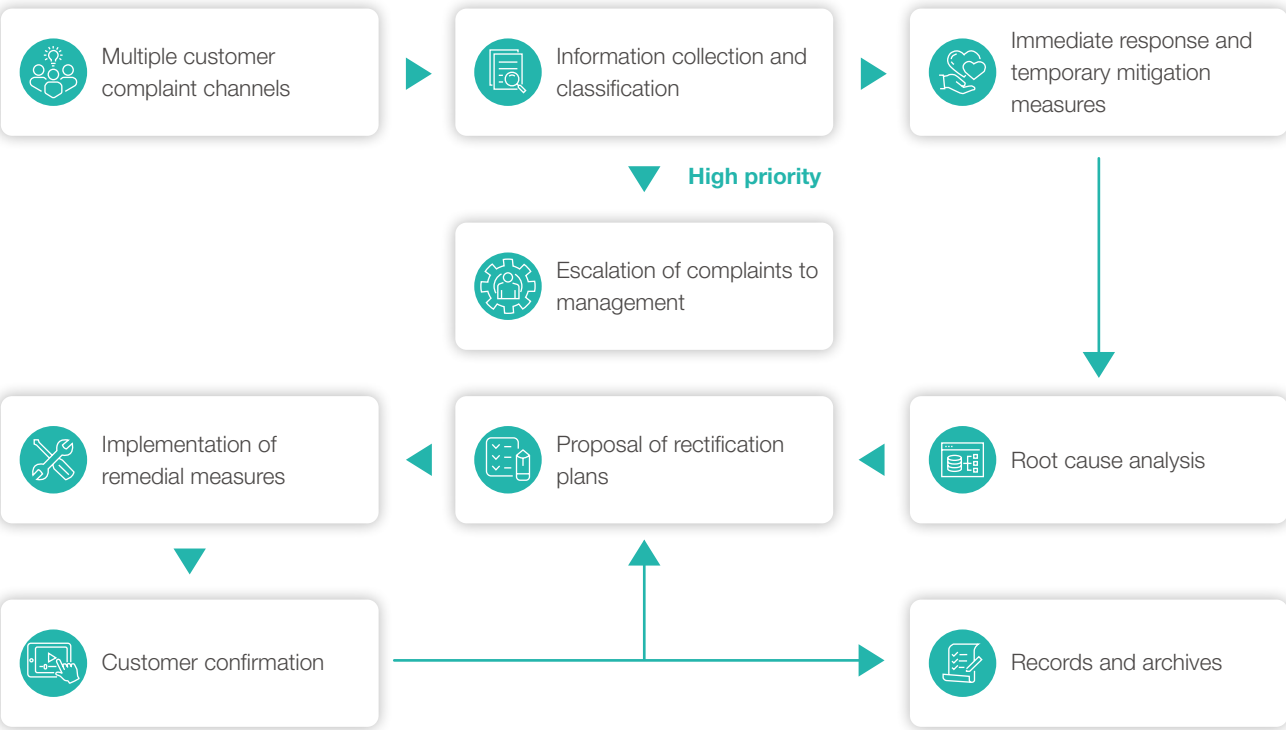 Multiple customer
complaint channels
Information collection and
classification
Immediate response and
temporary mitigation
measures
High priority
Escalation of complaints to
management
Implementation of
remedial measures
Proposal of rectification
plans
Root cause analysis
Customer confirmation
Records and archives